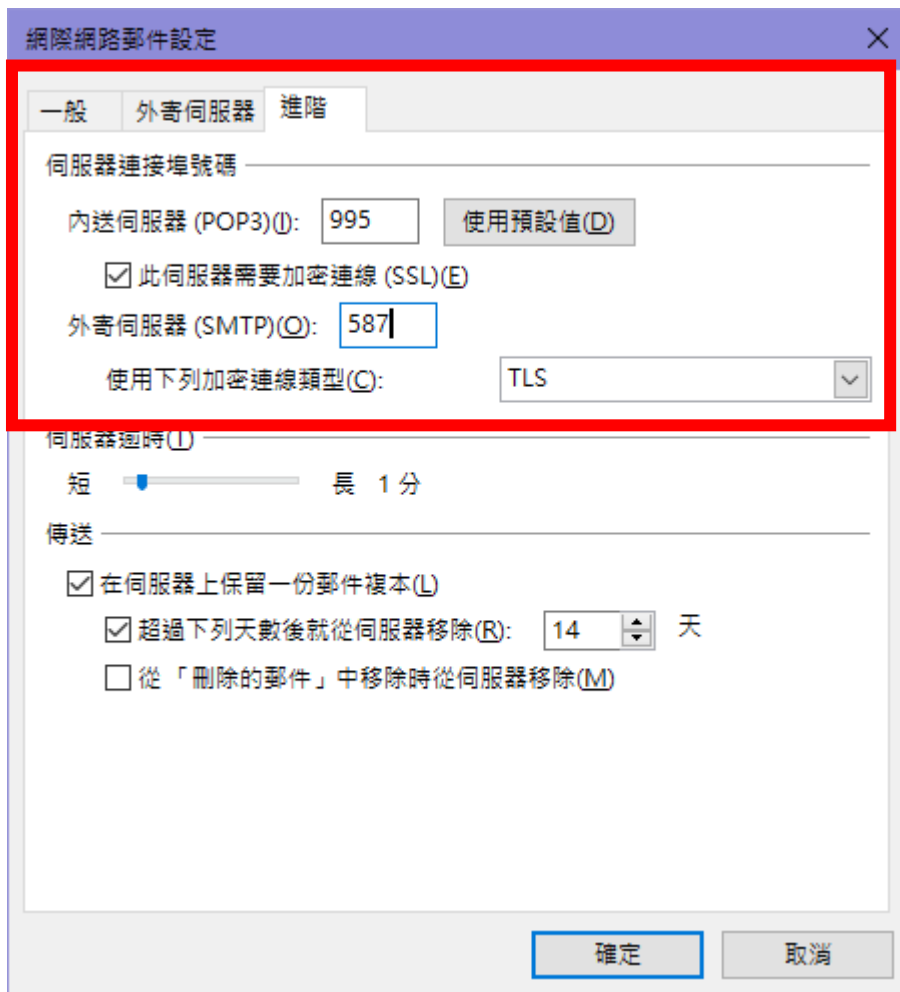 網際網路郵件設定
一般 外寄伺服器 進階
伺服器連接埠號碼
內送伺服器 (POP3)(I): 995 使用預設值(D)
此伺服器需要加密連線 (SSL)(E)
外寄伺服器 (SMTP)(O): 587
使用下列加密連線類型(C): TLS
伺服器逾時(T)
短 長 1 分
傳送
在伺服器上保留一份郵件複本(L)
超過下列天數後就從伺服器移除(R): 14 天
從「刪除的郵件」中移除時從伺服器移除(M)
確定 取消